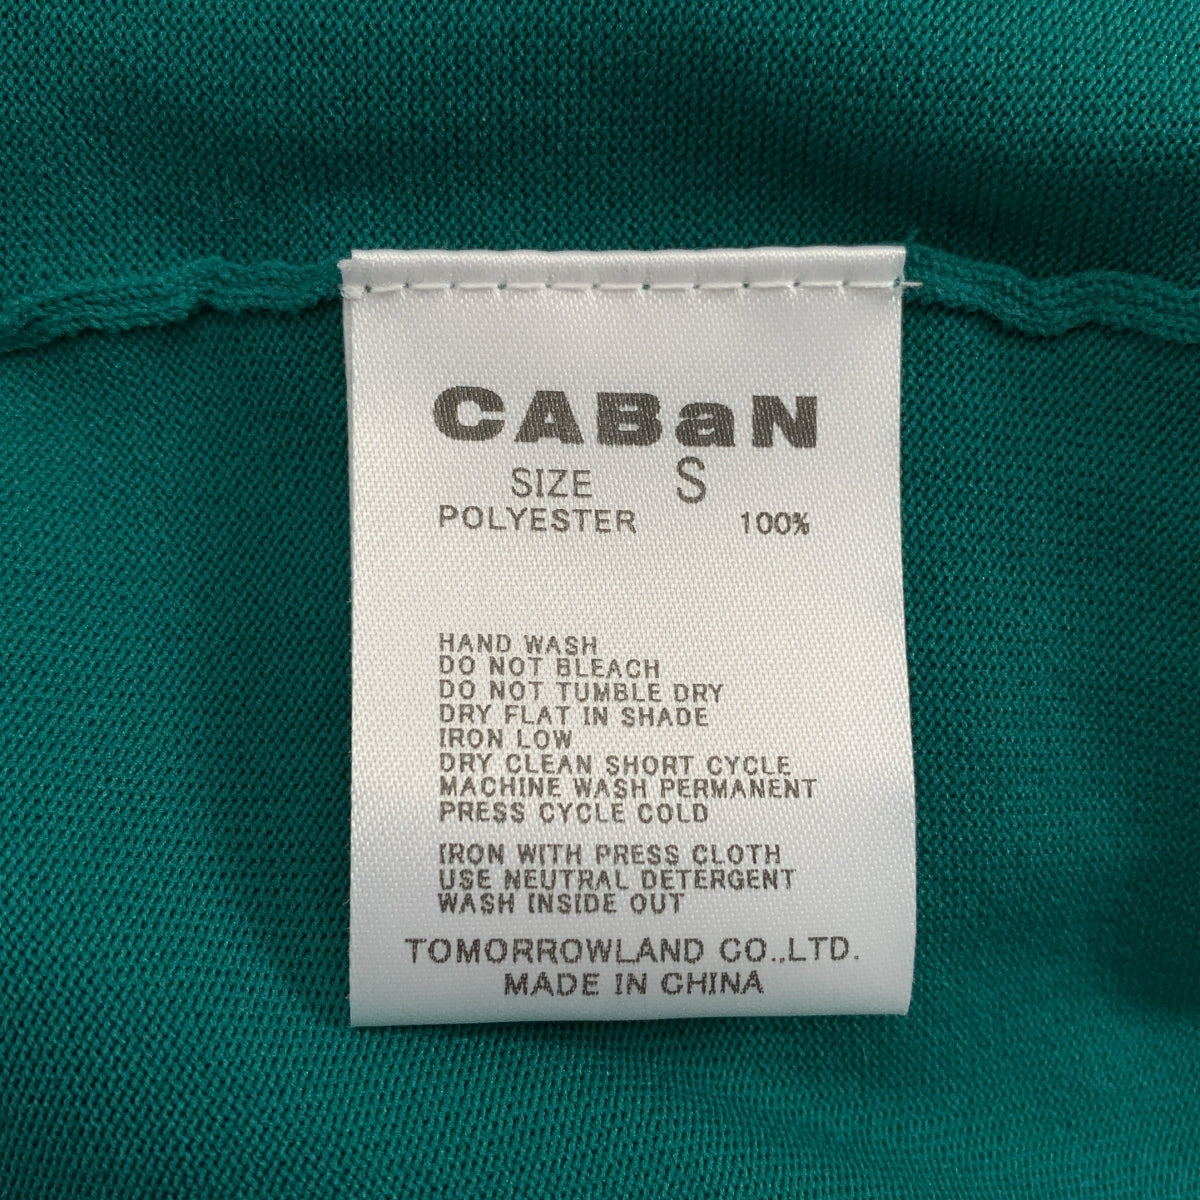 CABaN
SIZE S
POLYESTER 100%
HAND WASH
DO NOT BLEACH
DO NOT TUMBLE DRY
DRY FLAT IN SHADE
IRON LOW
DRY CLEAN SHORT CYCLE
MACHINE WASH PERMANENT
PRESS CYCLE COLD
IRON WITH PRESS CLOTH
USE NEUTRAL DETERGENT
WASH INSIDE OUT
TOMORROWLAND CO.,LTD.
MADE IN CHINA